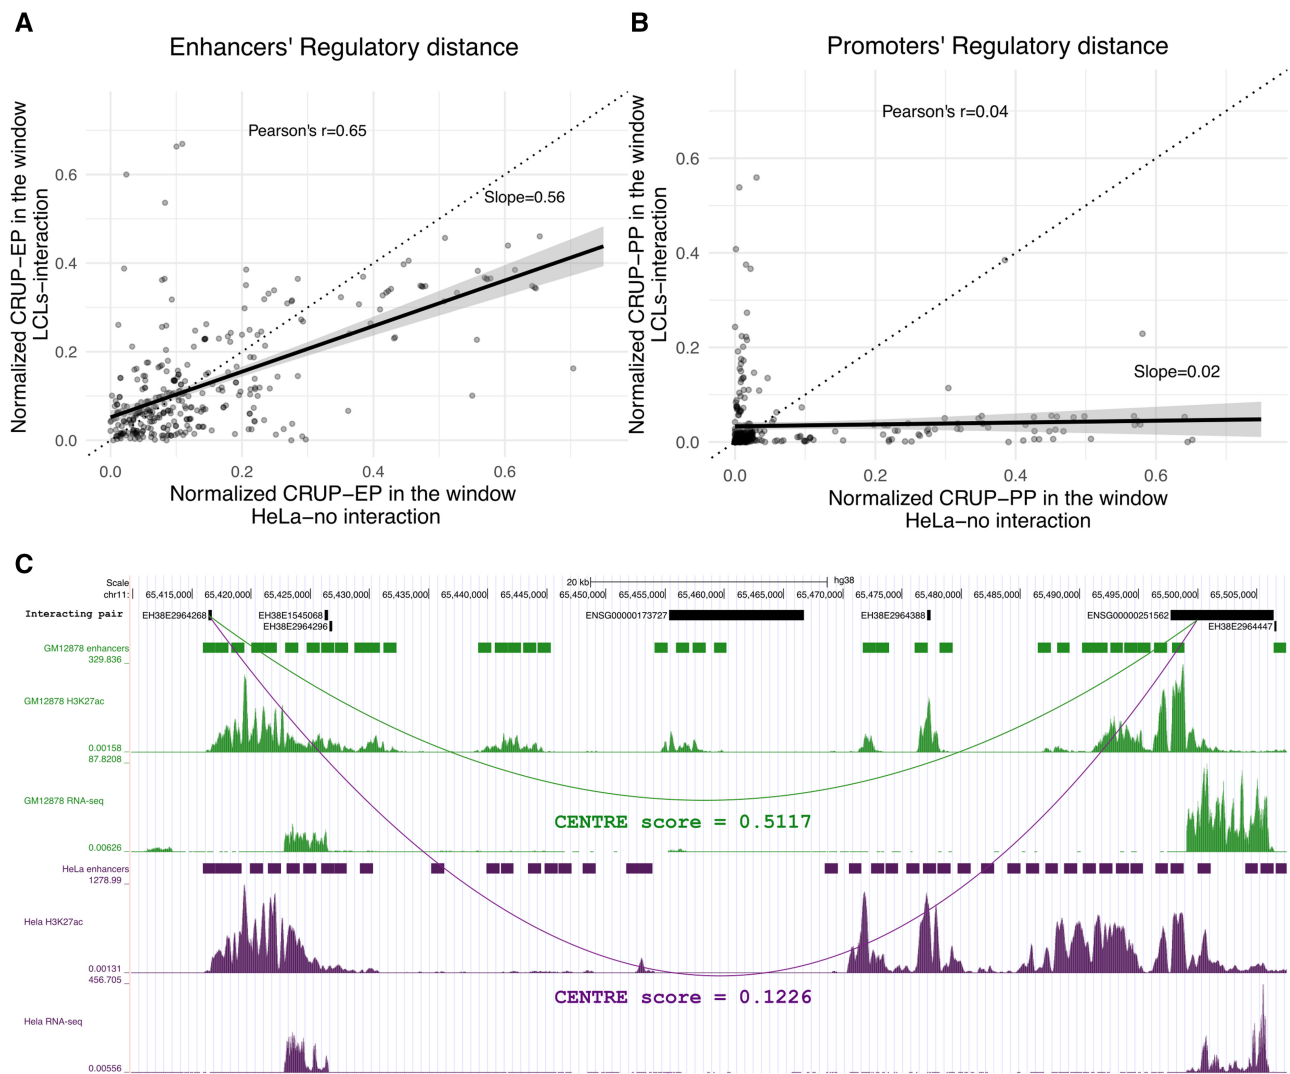 A
Enhancers' Regulatory distance
Pearson's r=0.65
Slope=0.56
Normalized CRUP−EP in the window
LCLs−interaction
0.6
0.4
0.2
0.0
0.0 0.2 0.4 0.6
Normalized CRUP−EP in the window
HeLa−no interaction
B
Promoters' Regulatory distance
Pearson's r=0.04
Slope=0.02
Normalized CRUP−PP in the window
LCLs−interaction
0.6
0.4
0.2
0.0
0.0 0.2 0.4 0.6
Normalized CRUP−PP in the window
HeLa−no interaction
C
Scale 20 kb hg38
chr11: 65,415,000 65,420,000 65,425,000 65,430,000 65,435,000 65,440,000 65,445,000 65,450,000 65,455,000 65,460,000 65,465,000 65,470,000 65,475,000 65,480,000 65,485,000 65,490,000 65,495,000 65,500,000 65,505,000
Interacting pair EH38E2964268 EH38E1545068 ENSG00000173727 EH38E2964388 ENSG00000251562
EH38E2964296 EH38E2964447
GM12878 enhancers
329.836
GM12878 H3K27ac
0.00158
87.8208
GM12878 RNA-seq
CENTRE score = 0.5117
0.00626
HeLa enhancers
1278.99
Hela H3K27ac
0.00131
456.705
CENTRE score = 0.1226
Hela RNA-seq
0.00556